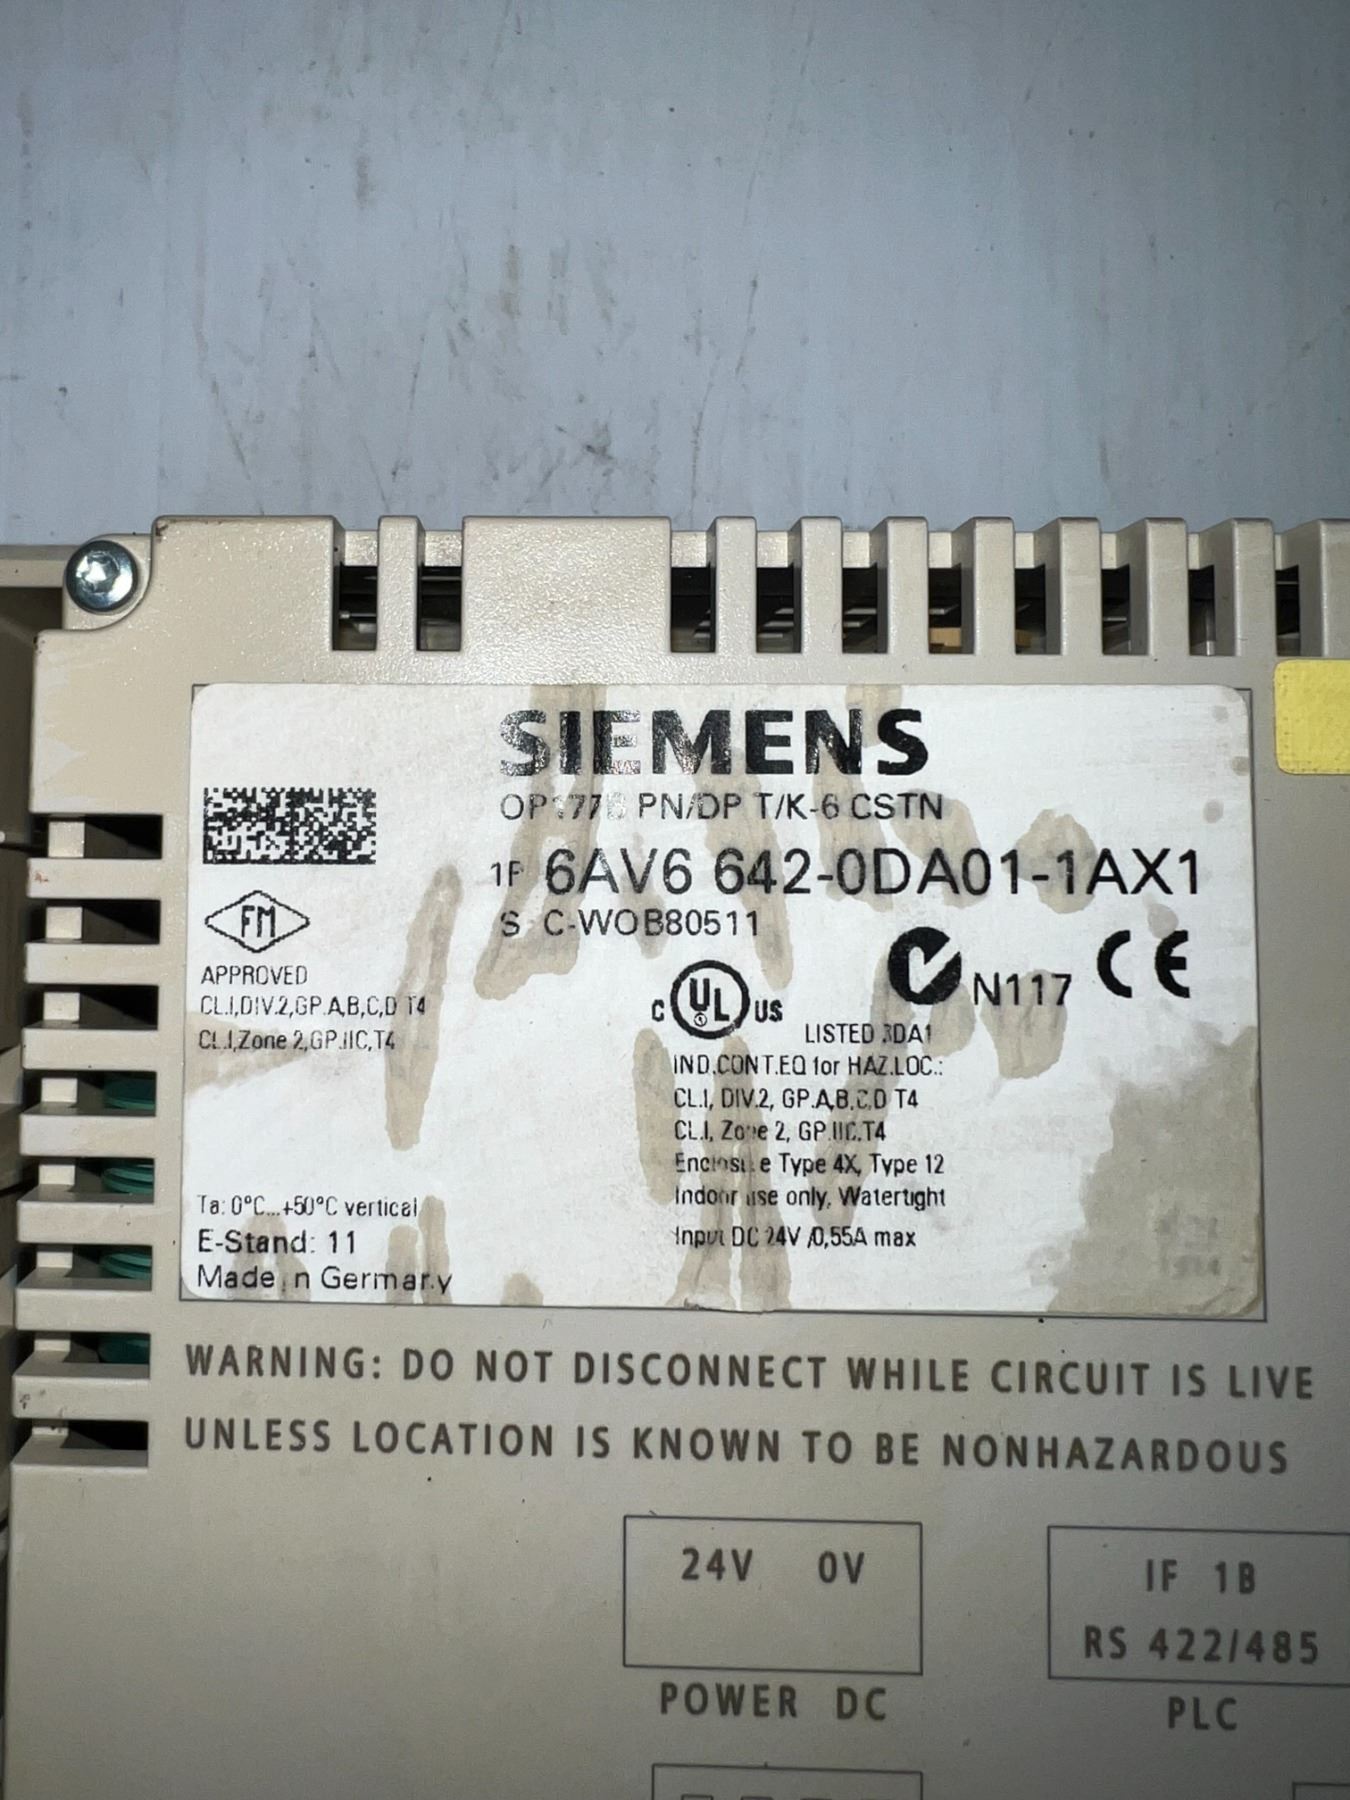 SIEMENS
OP177B PN/DP T/K-6 CSTN
1P 6AV6 642-0DA01-1AX1
S C-WOB80511
FM
APPROVED
CL.I,DIV.2,GP.A,B,C,D T4
CL.I,Zone 2,GP.IIC,T4
N117
CE
C UL US
LISTED 3DA1
IND.CONT.EQ for HAZ.LOC.:
CL.I, DIV.2, GP.A,B,C,D T4
CL.I, Zone 2, GP.IIC.T4
Enclosure Type 4X, Type 12
Indoor use only, Watertight
Input DC 24V /0,55A max
Ta: 0°C...+50°C vertical
E-Stand: 11
Made in Germany
WARNING: DO NOT DISCONNECT WHILE CIRCUIT IS LIVE
UNLESS LOCATION IS KNOWN TO BE NONHAZARDOUS
24V 0V
POWER DC
IF 1B
RS 422/485
PLC